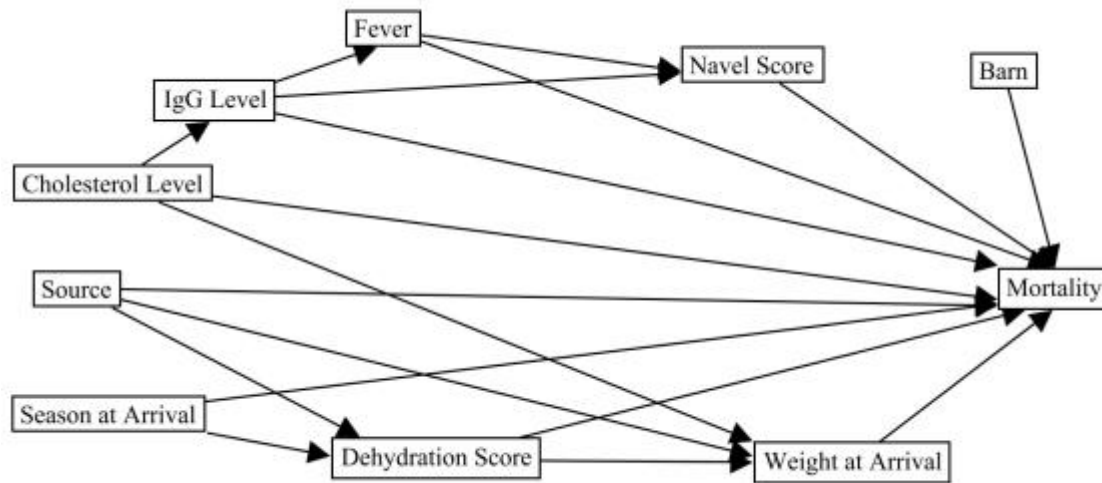 Fever
Navel Score
Barn
IgG Level
Cholesterol Level
Source
Mortality
Season at Arrival
Dehydration Score
Weight at Arrival